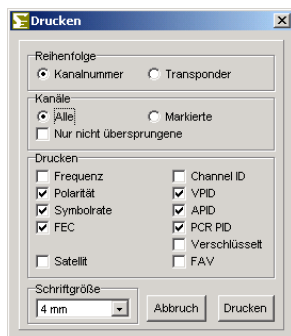 Drucken
Reihenfolge
Kanalnummer Transponder
Kanäle
Alle Markierte
Nur nicht übersprungene
Drucken
Frequenz Channel ID
Polarität VPID
Symbolrate APID
FEC PCR PID
Verschlüsselt
Satellit FAV
Schriftgröße
4 mm Abbruch Drucken